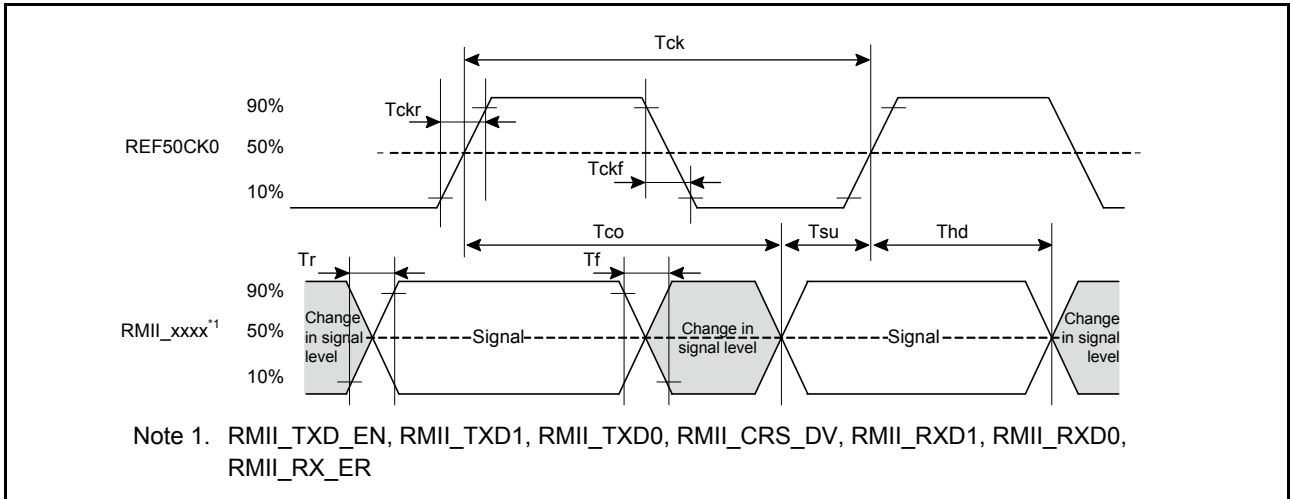 Tck
90%
Tckr
REF50CK0
50%
Tckf
10%
Tco
Tsu
Thd
Tr
Tf
90%
Change in signal level
RMII_xxxx*1
50%
Signal
Change in signal level
Signal
Change in signal level
10%
Note 1. RMII_TXD_EN, RMII_TXD1, RMII_TXD0, RMII_CRS_DV, RMII_RXD1, RMII_RXD0,
RMII_RX_ER